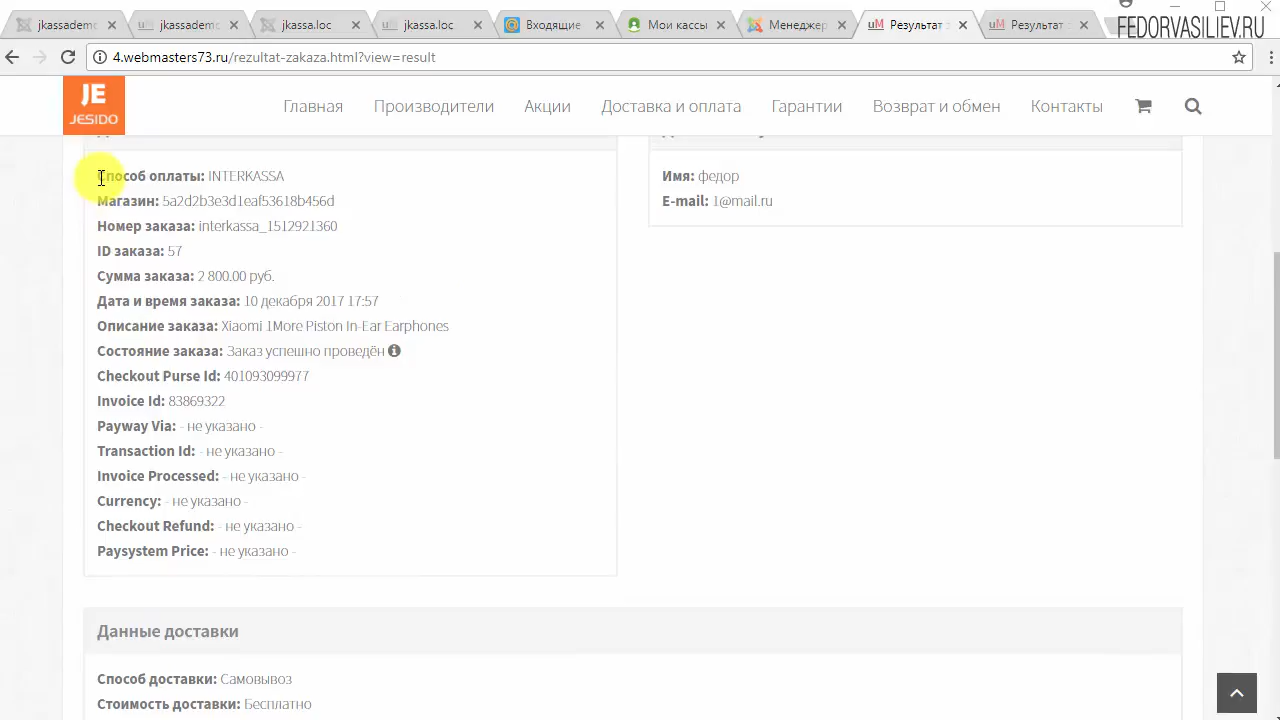 jkassademo
jkassademo
jkassa.loc
jkassa.loc
Входящие
Мои кассы
Менеджер
Результат
Результат
FEDORVASILIEV.RU
4.webmasters73.ru/rezultat-zakaza.html?view=result
JE
JESIDO
Главная
Производители
Акции
Доставка и оплата
Гарантии
Возврат и обмен
Контакты
Способ оплаты: INTERKASSA
Магазин: 5a2d2b3e3d1eaf53618b456d
Номер заказа: interkassa_1512921360
ID заказа: 57
Сумма заказа: 2 800.00 руб.
Дата и время заказа: 10 декабря 2017 17:57
Описание заказа: Xiaomi 1More Piston In-Ear Earphones
Состояние заказа: Заказ успешно проведён
Checkout Purse Id: 401093099977
Invoice Id: 83869322
Payway Via: - не указано -
Transaction Id: - не указано -
Invoice Processed: - не указано -
Currency: - не указано -
Checkout Refund: - не указано -
Paysystem Price: - не указано -
Имя: федор
E-mail: 1@mail.ru
Данные доставки
Способ доставки: Самовывоз
Стоимость доставки: Бесплатно